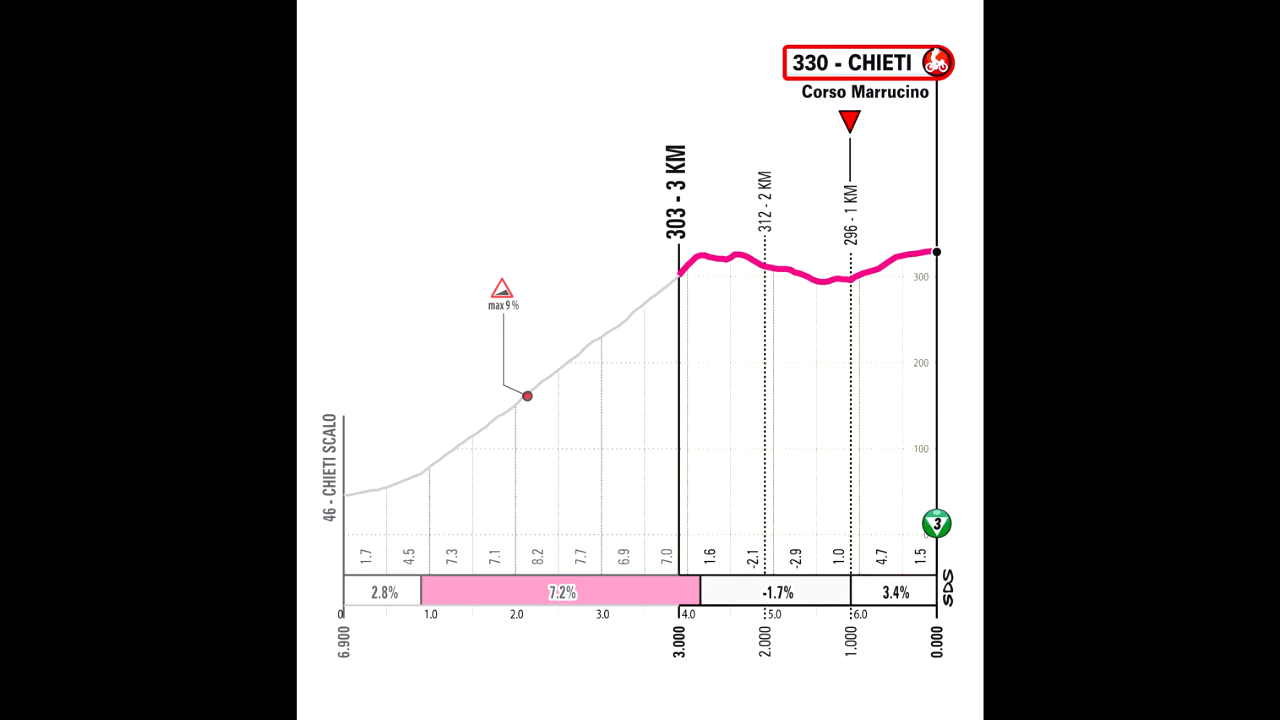 330 - CHIETI
Corso Marrucino
303 - 3 KM
312 - 2 KM
296 - 1 KM
max 9 %
46 - CHIETI SCALO
300
200
100
0
3
1.7 4.5 7.3 7.1 8.2 7.7 6.9 7.0 1.6 -2.1 -2.9 1.0 4.7 1.5
2.8% 7.2% -1.7% 3.4%
SDS
0 1.0 2.0 3.0 4.0 5.0 6.0
6.900 3.000 2.000 1.000 0.000